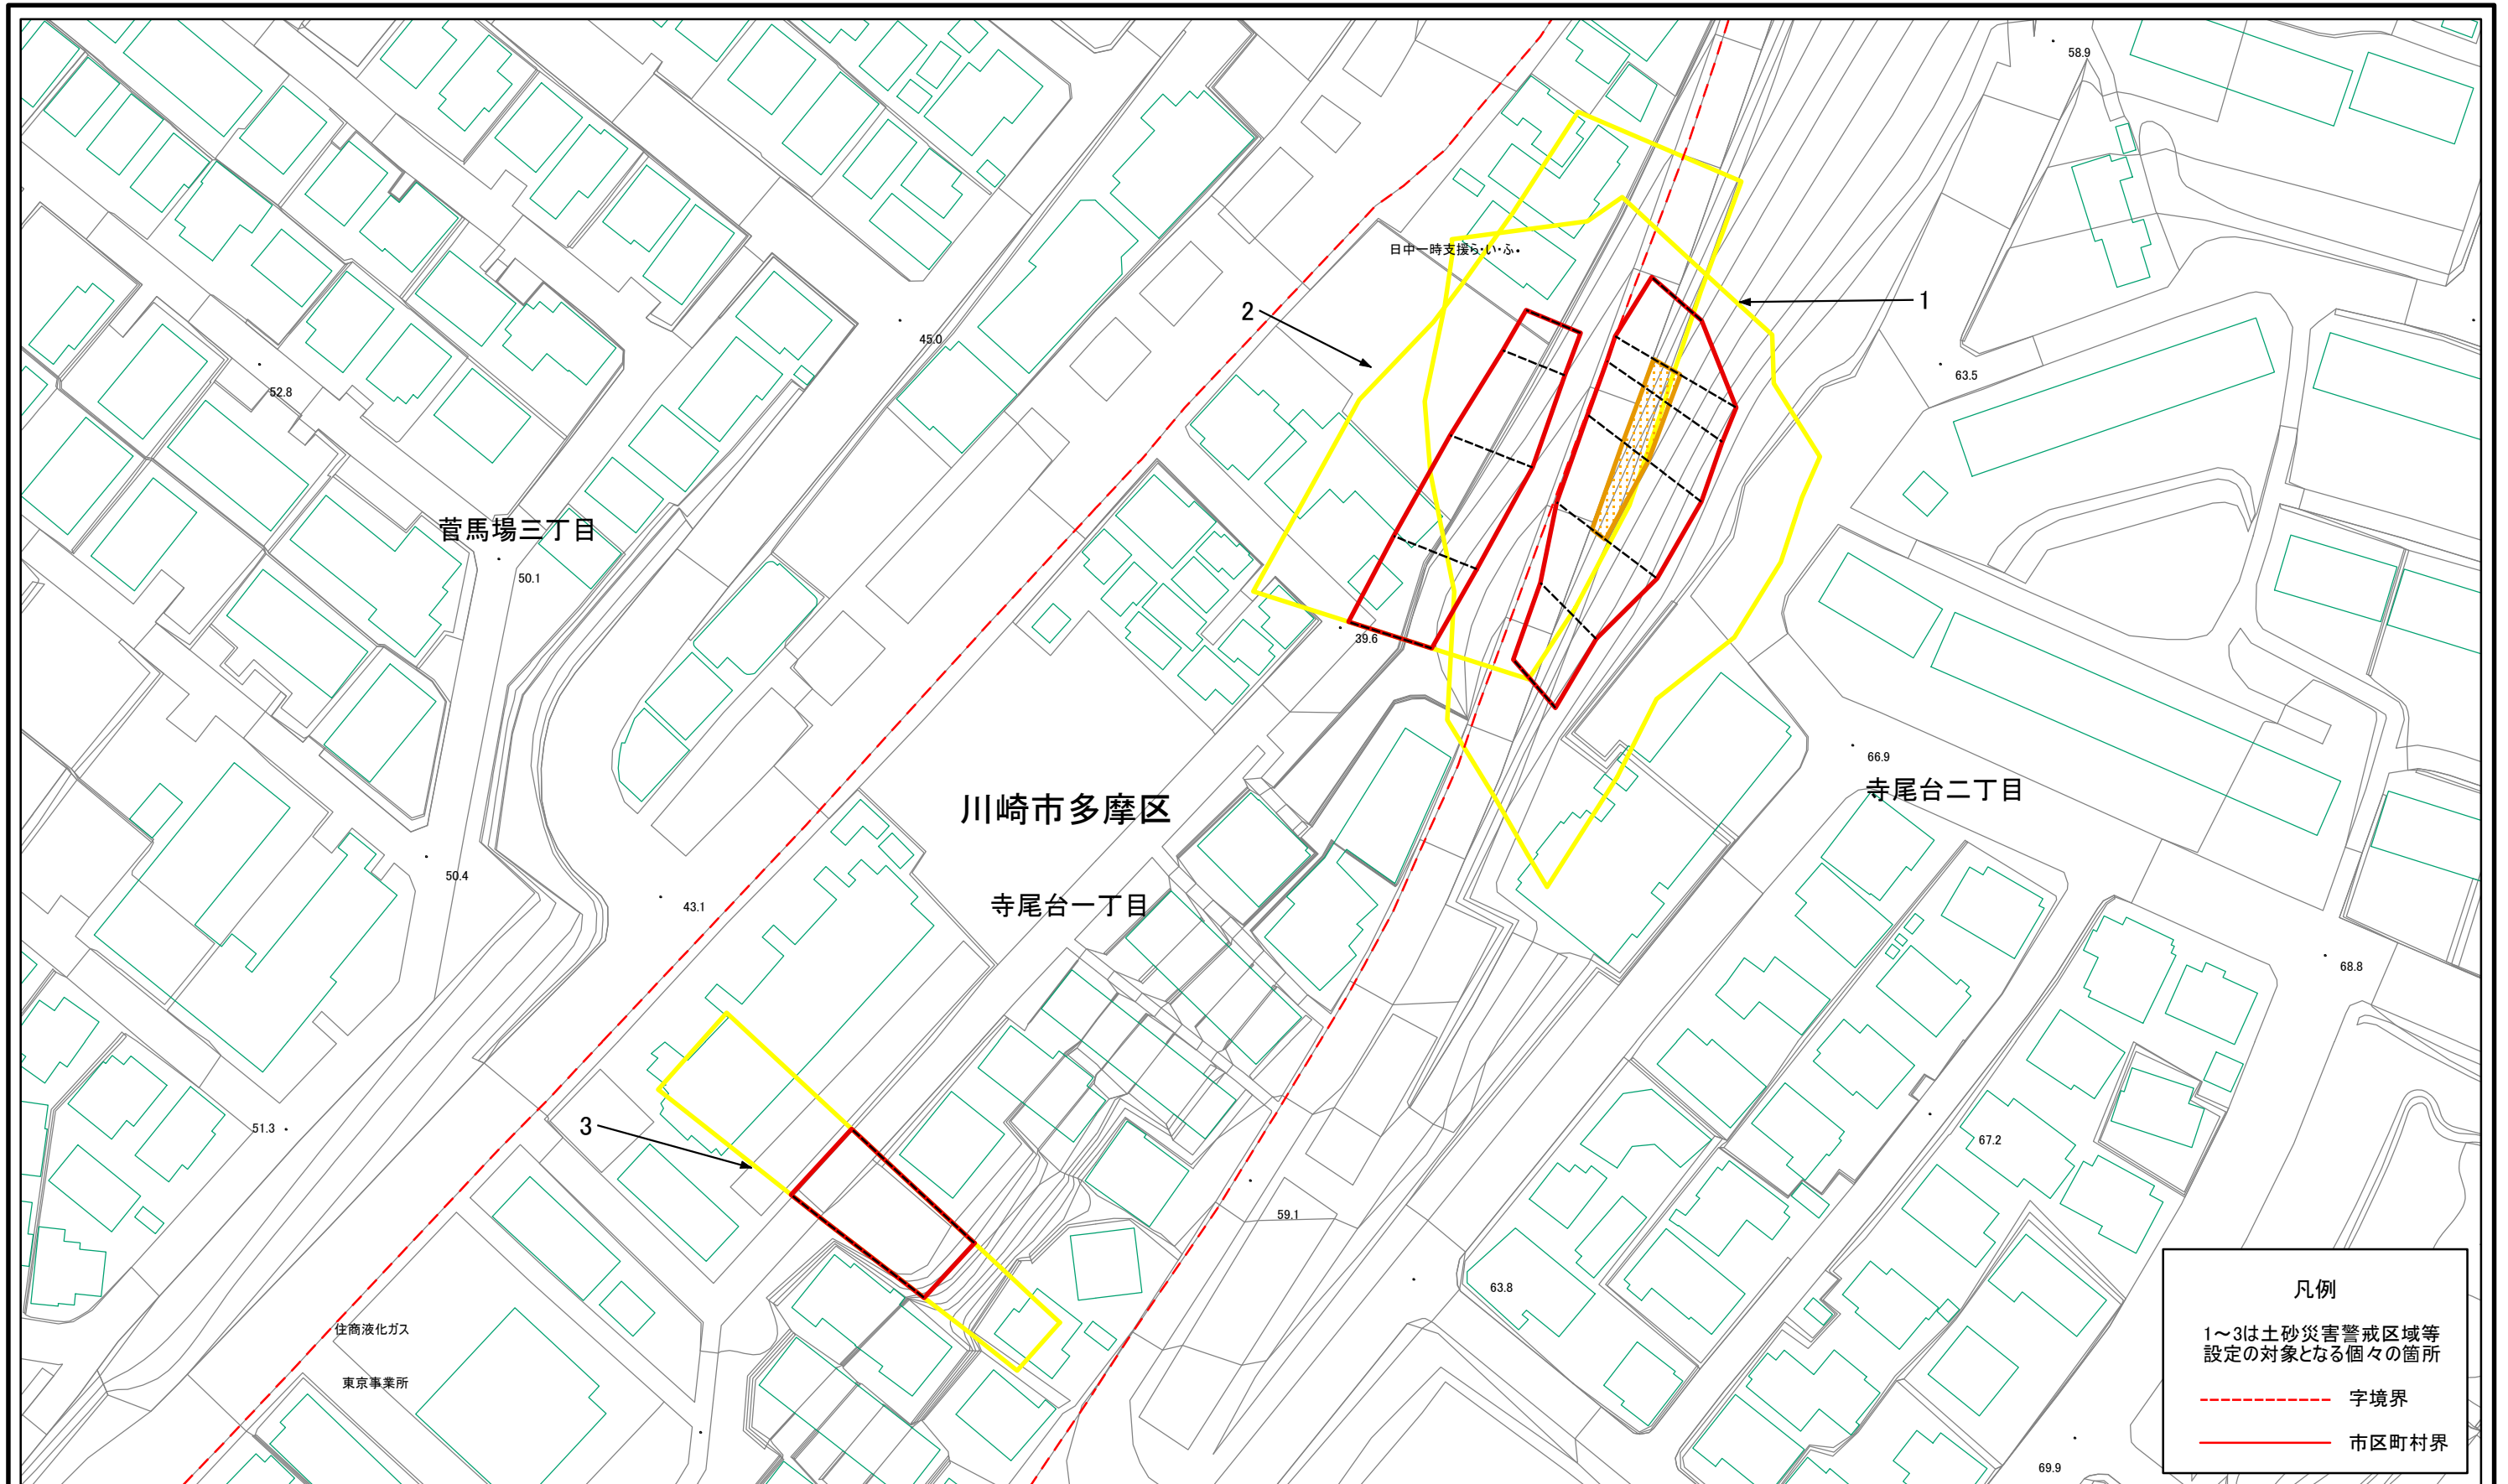 58.9
日中一時支援ら・い・ふ・
1
2
45.0
63.5
52.8
菅馬場三丁目
50.1
39.6
66.9
寺尾台二丁目
川崎市多摩区
50.4
43.1
寺尾台一丁目
68.8
3
51.3
67.2
59.1
63.8
住商液化ガス
東京事業所
69.9
凡例
1～3は土砂災害警戒区域等
設定の対象となる個々の箇所
字境界
市区町村界